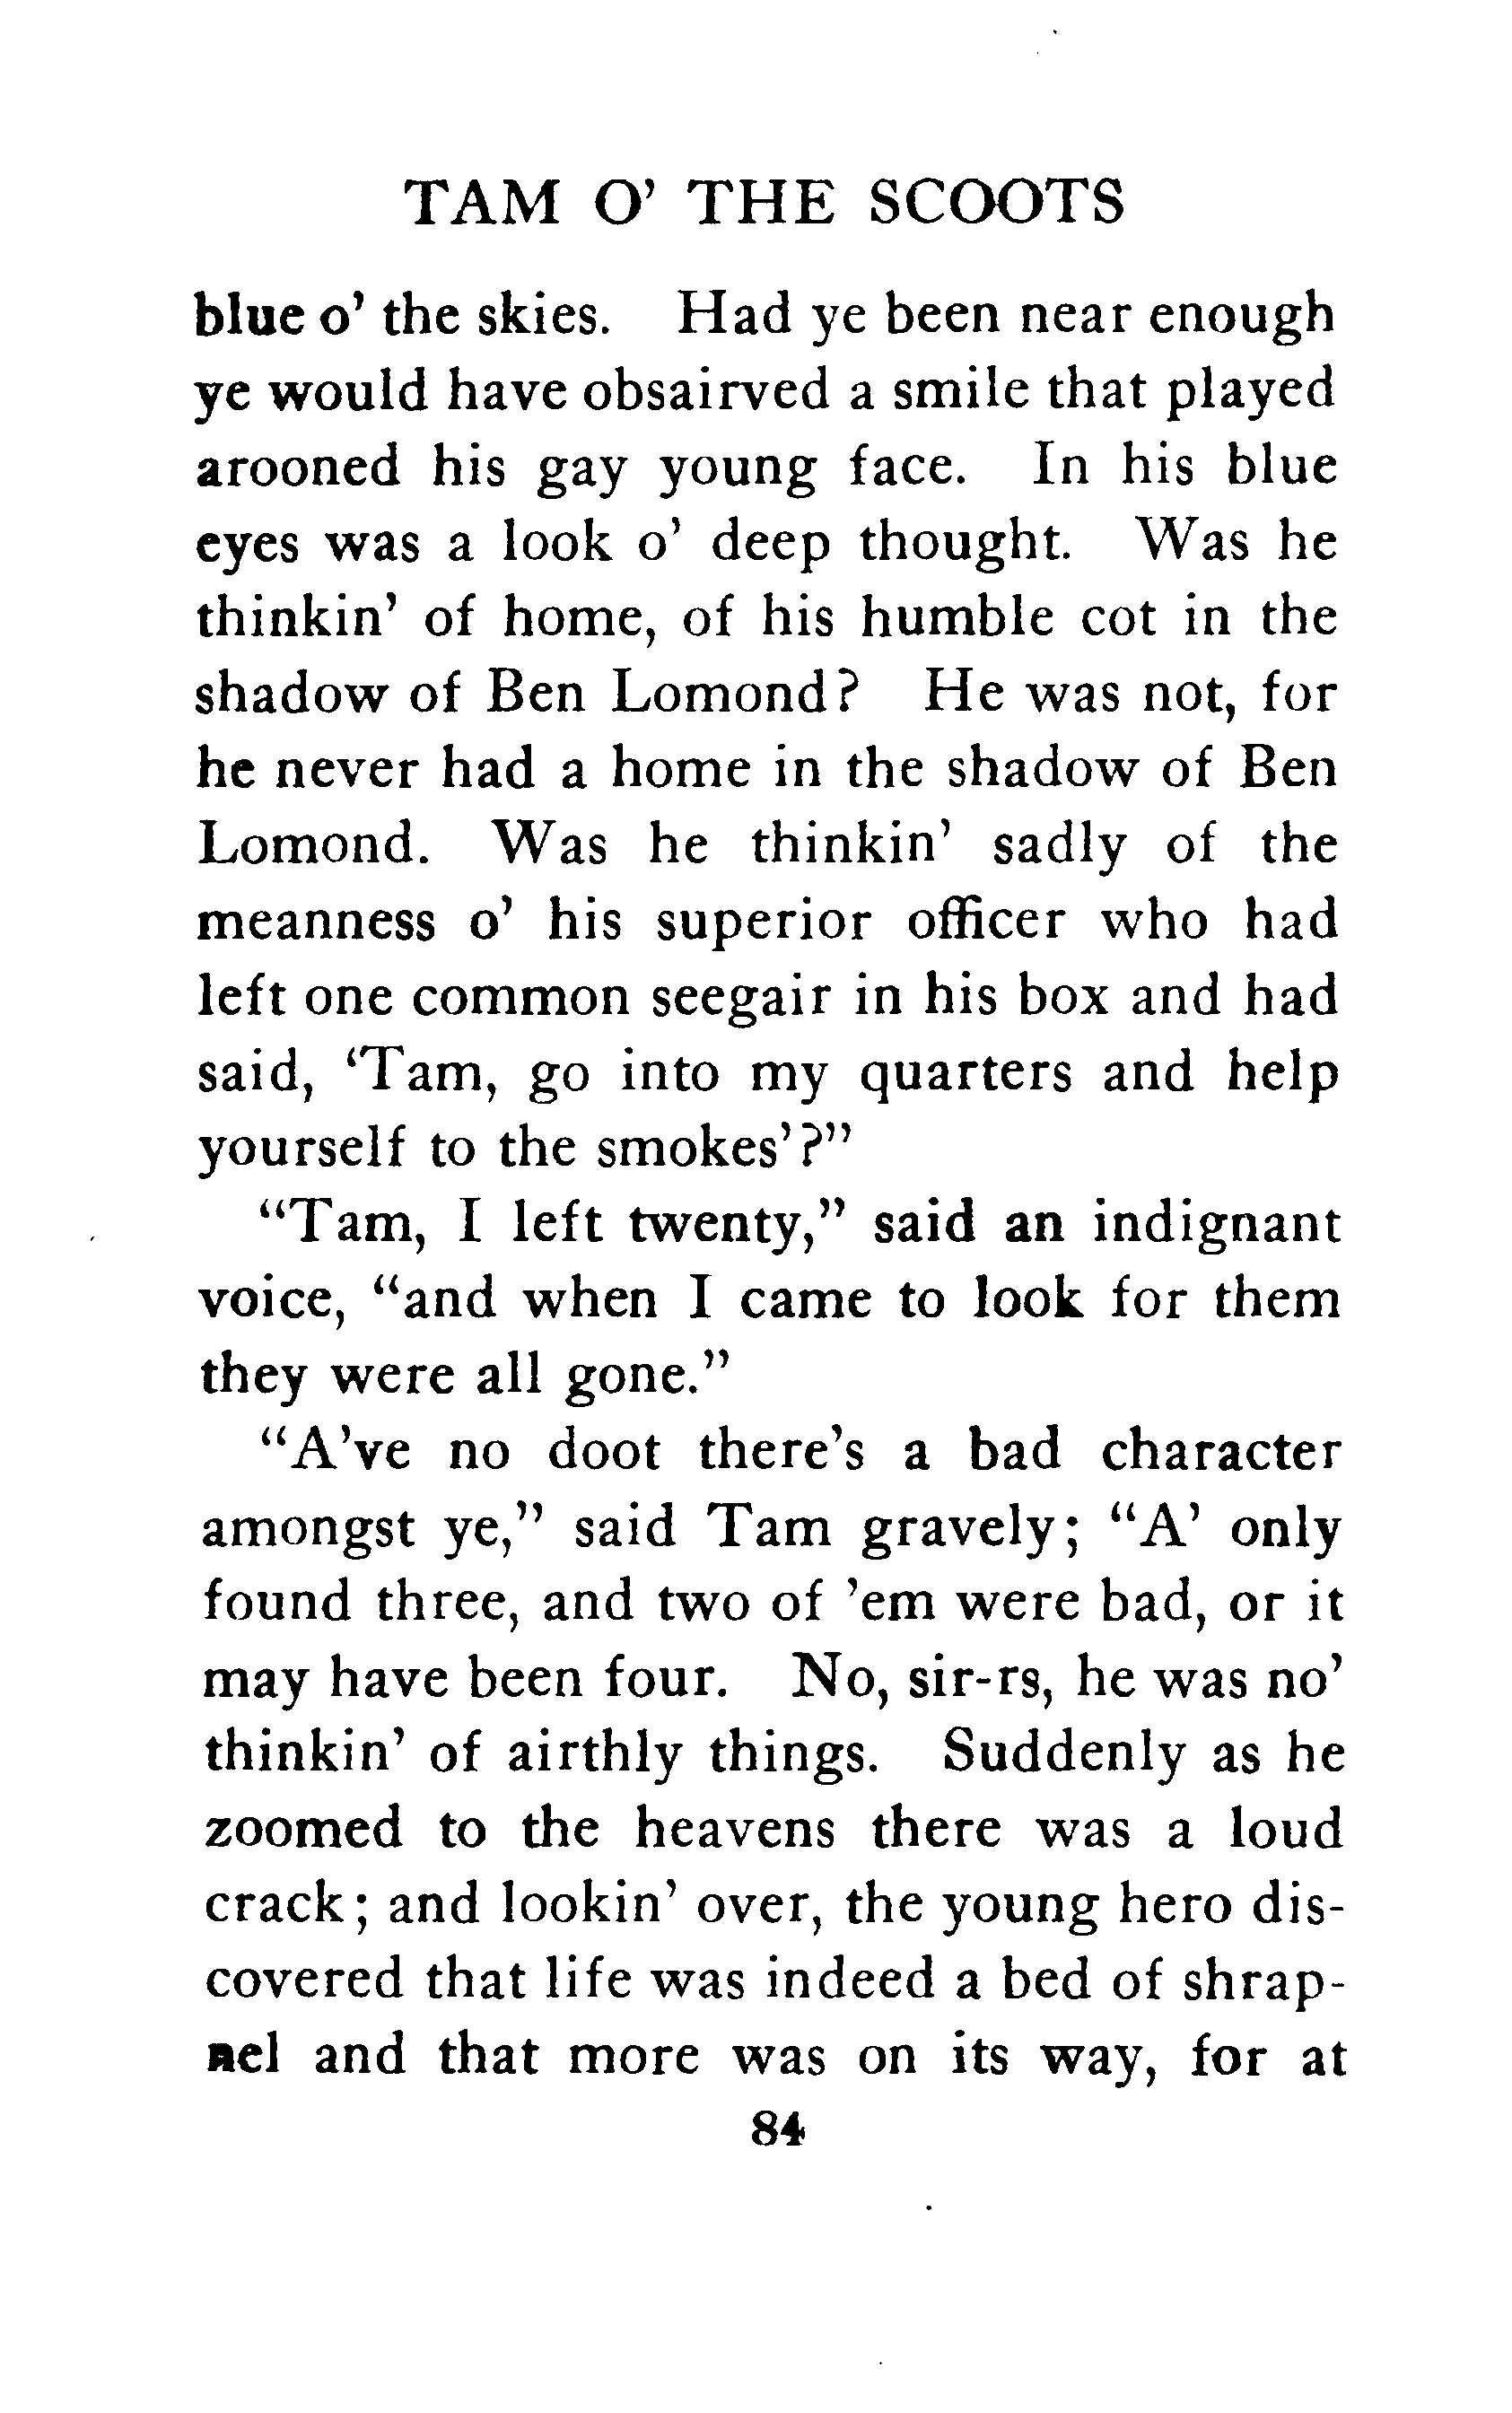 TAM O' THE SCOOTS
blue o' the skies. Had ye been near enough
ye would have obsairved a smile that played
arooned his gay young face. In his blue
eyes was a look o' deep thought. Was he
thinkin' of home, of his humble cot in the
shadow of Ben Lomond? He was not, for
he never had a home in the shadow of Ben
Lomond. Was he thinkin' sadly of the
meanness o' his superior officer who had
left one common seegair in his box and had
said, 'Tam, go into my quarters and help
yourself to the smokes'?"
"Tam, I left twenty," said an indignant
voice, "and when I came to look for them
they were all gone."
"A've no doot there's a bad character
amongst ye," said Tam gravely; "A' only
found three, and two of 'em were bad, or it
may have been four. No, sir-rs, he was no'
thinkin' of airthly things. Suddenly as he
zoomed to the heavens there was a loud
crack; and lookin' over, the young hero dis-
covered that life was indeed a bed of shrap-
nel and that more was on its way, for at
84